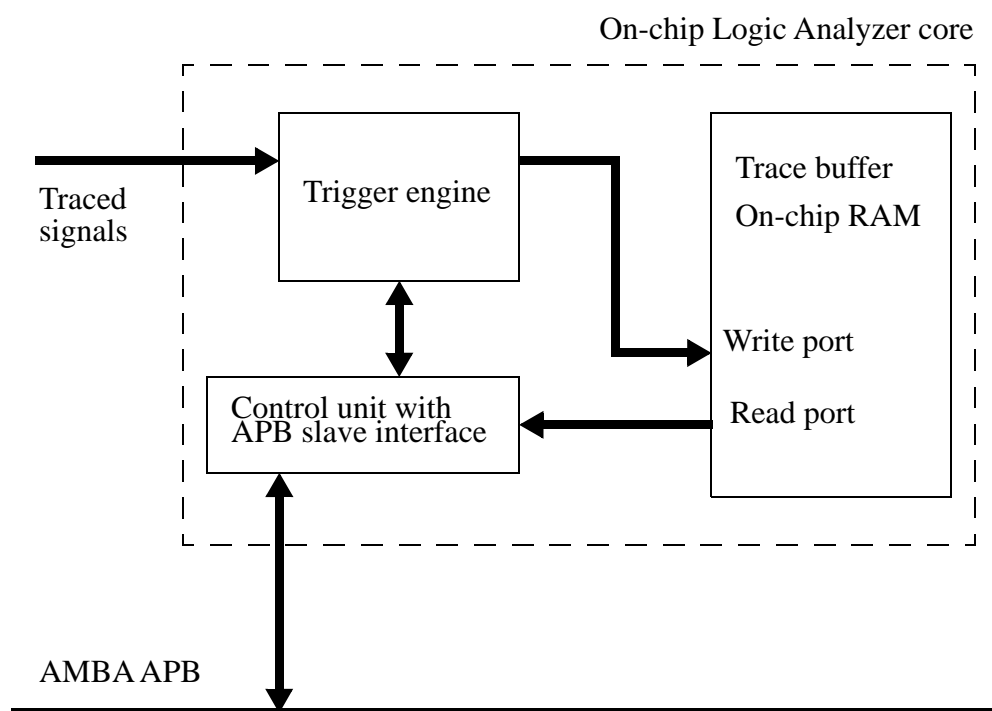 On-chip Logic Analyzer core
Traced
signals
Trigger engine
Trace buffer
On-chip RAM
Write port
Read port
Control unit with
APB slave interface
AMBA APB